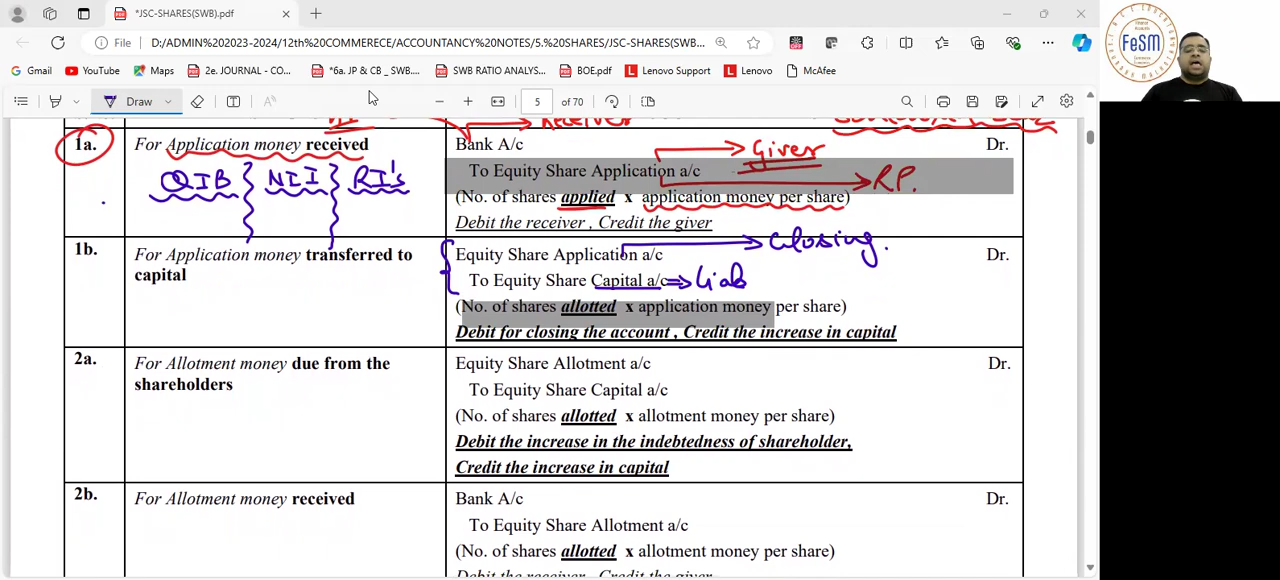 *JSC-SHARES(SWB).pdf
File D:/ADMIN%202023-2024/12th%20COMMERECE/ACCOUNTANCY%20NOTES/5.%20SHARES/JSC-SHARES(SWB...
Gmail YouTube Maps 2e. JOURNAL - CO... *6a. JP & CB _SWB... SWB RATIO ANALYS... BOE.pdf Lenovo Support Lenovo McAfee
Draw 5 of 70
FeSM
Receiver
1a. For Application money received Bank A/c Dr.
Giver
To Equity Share Application a/c
QIB NII RI's RP.
(No. of shares applied x application money per share)
Debit the receiver , Credit the giver
closing.
1b. For Application money transferred to capital Equity Share Application a/c Dr.
To Equity Share Capital a/c Liab
(No. of shares allotted x application money per share)
Debit for closing the account , Credit the increase in capital
2a. For Allotment money due from the shareholders Equity Share Allotment a/c Dr.
To Equity Share Capital a/c
(No. of shares allotted x allotment money per share)
Debit the increase in the indebtedness of shareholder,
Credit the increase in capital
2b. For Allotment money received Bank A/c Dr.
To Equity Share Allotment a/c
(No. of shares allotted x allotment money per share)
Debit the receiver , Credit the giver